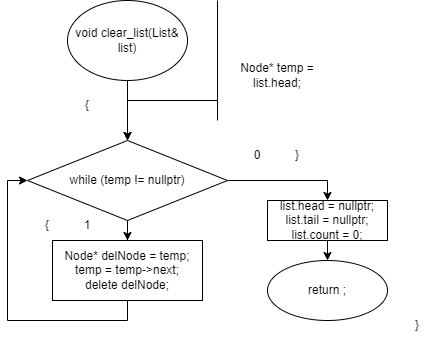 void clear_list(List&
list)
Node* temp =
list.head;
{
while (temp != nullptr)
0
}
{
1
list.head = nullptr;
list.tail = nullptr;
list.count = 0;
Node* delNode = temp;
temp = temp->next;
delete delNode;
return ;
}